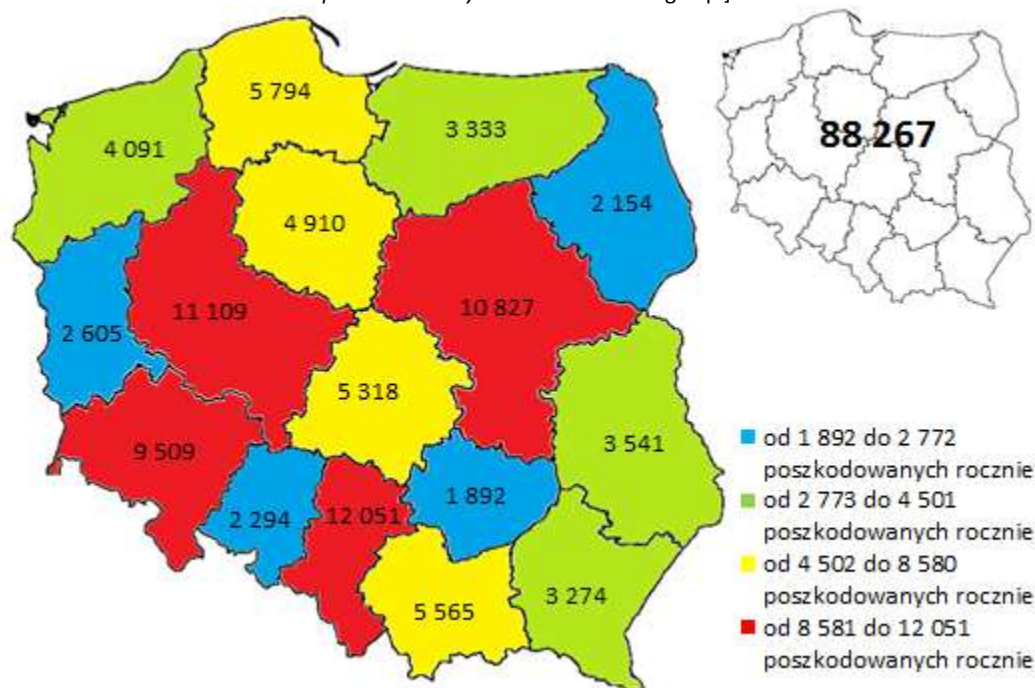 5 794
4 091
3 333
88 267
2 154
4 910
11 109
10 827
2 605
5 318
9 509
3 541
1 892
2 294
12 051
5 565
3 274
od 1 892 do 2 772
poszkodowanych rocznie
od 2 773 do 4 501
poszkodowanych rocznie
od 4 502 do 8 580
poszkodowanych rocznie
od 8 581 do 12 051
poszkodowanych rocznie